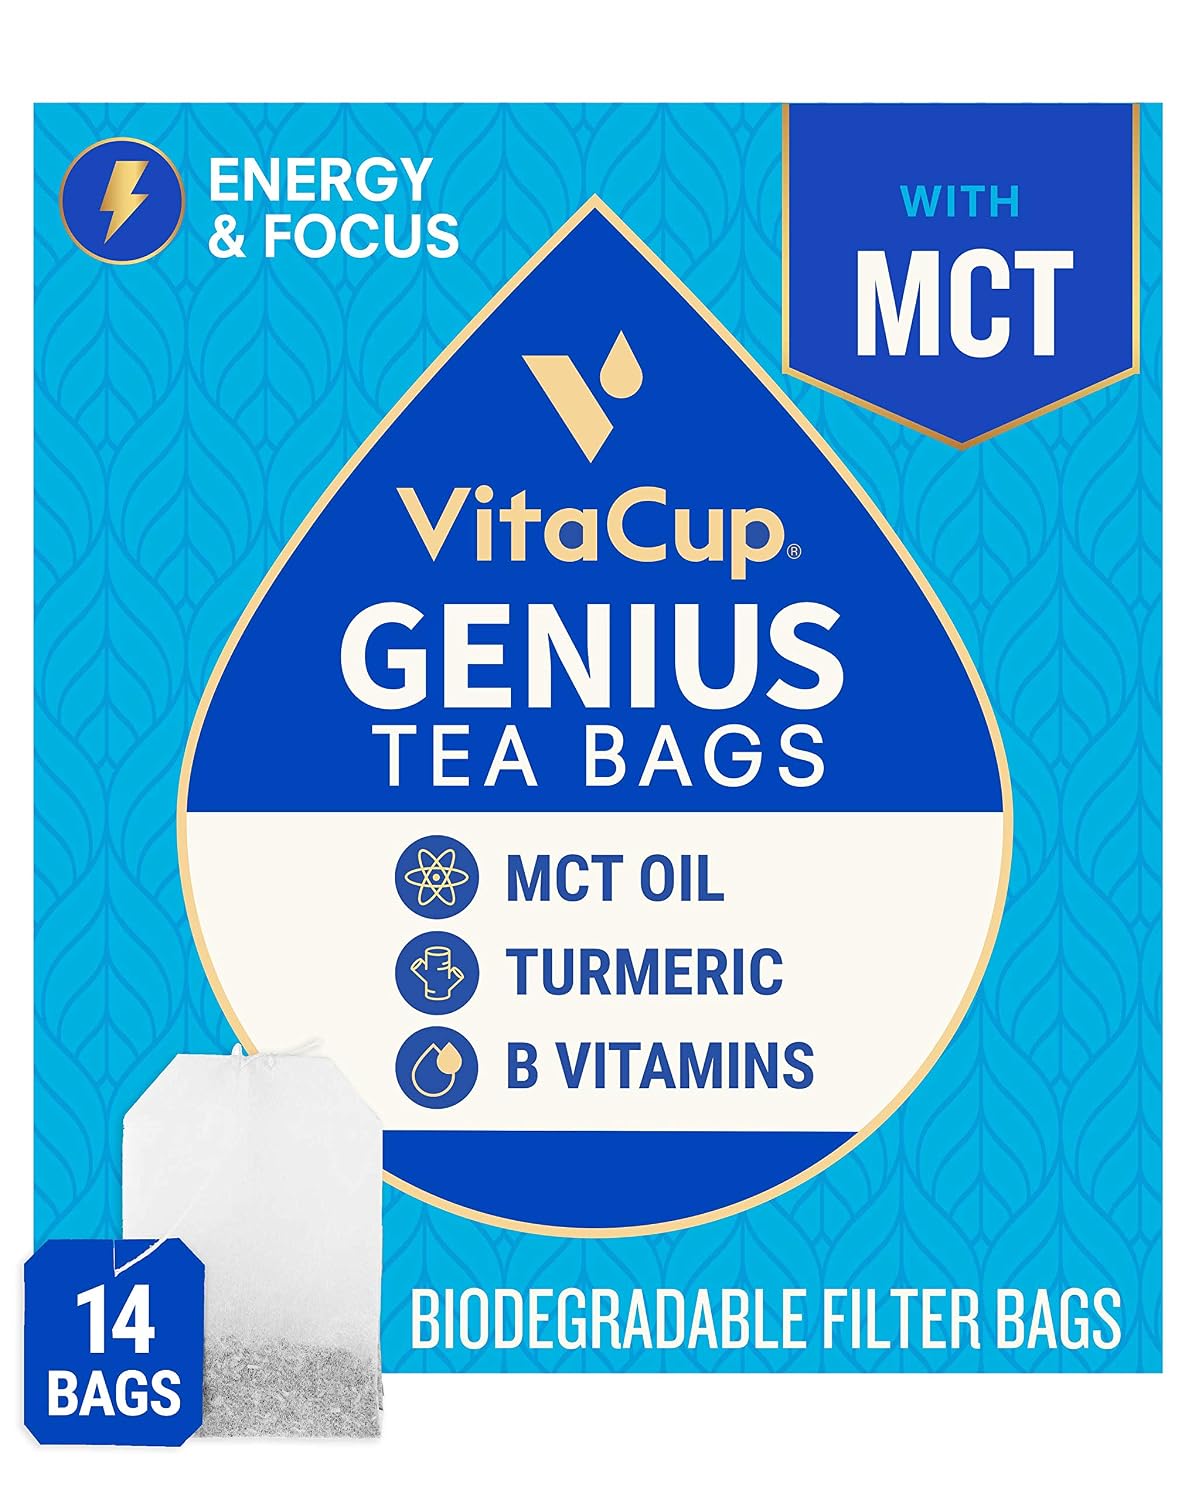 ENERGY
& FOCUS
WITH
MCT
VitaCup®
GENIUS
TEA BAGS
MCT OIL
TURMERIC
B VITAMINS
14
BAGS
BIODEGRADABLE FILTER BAGS